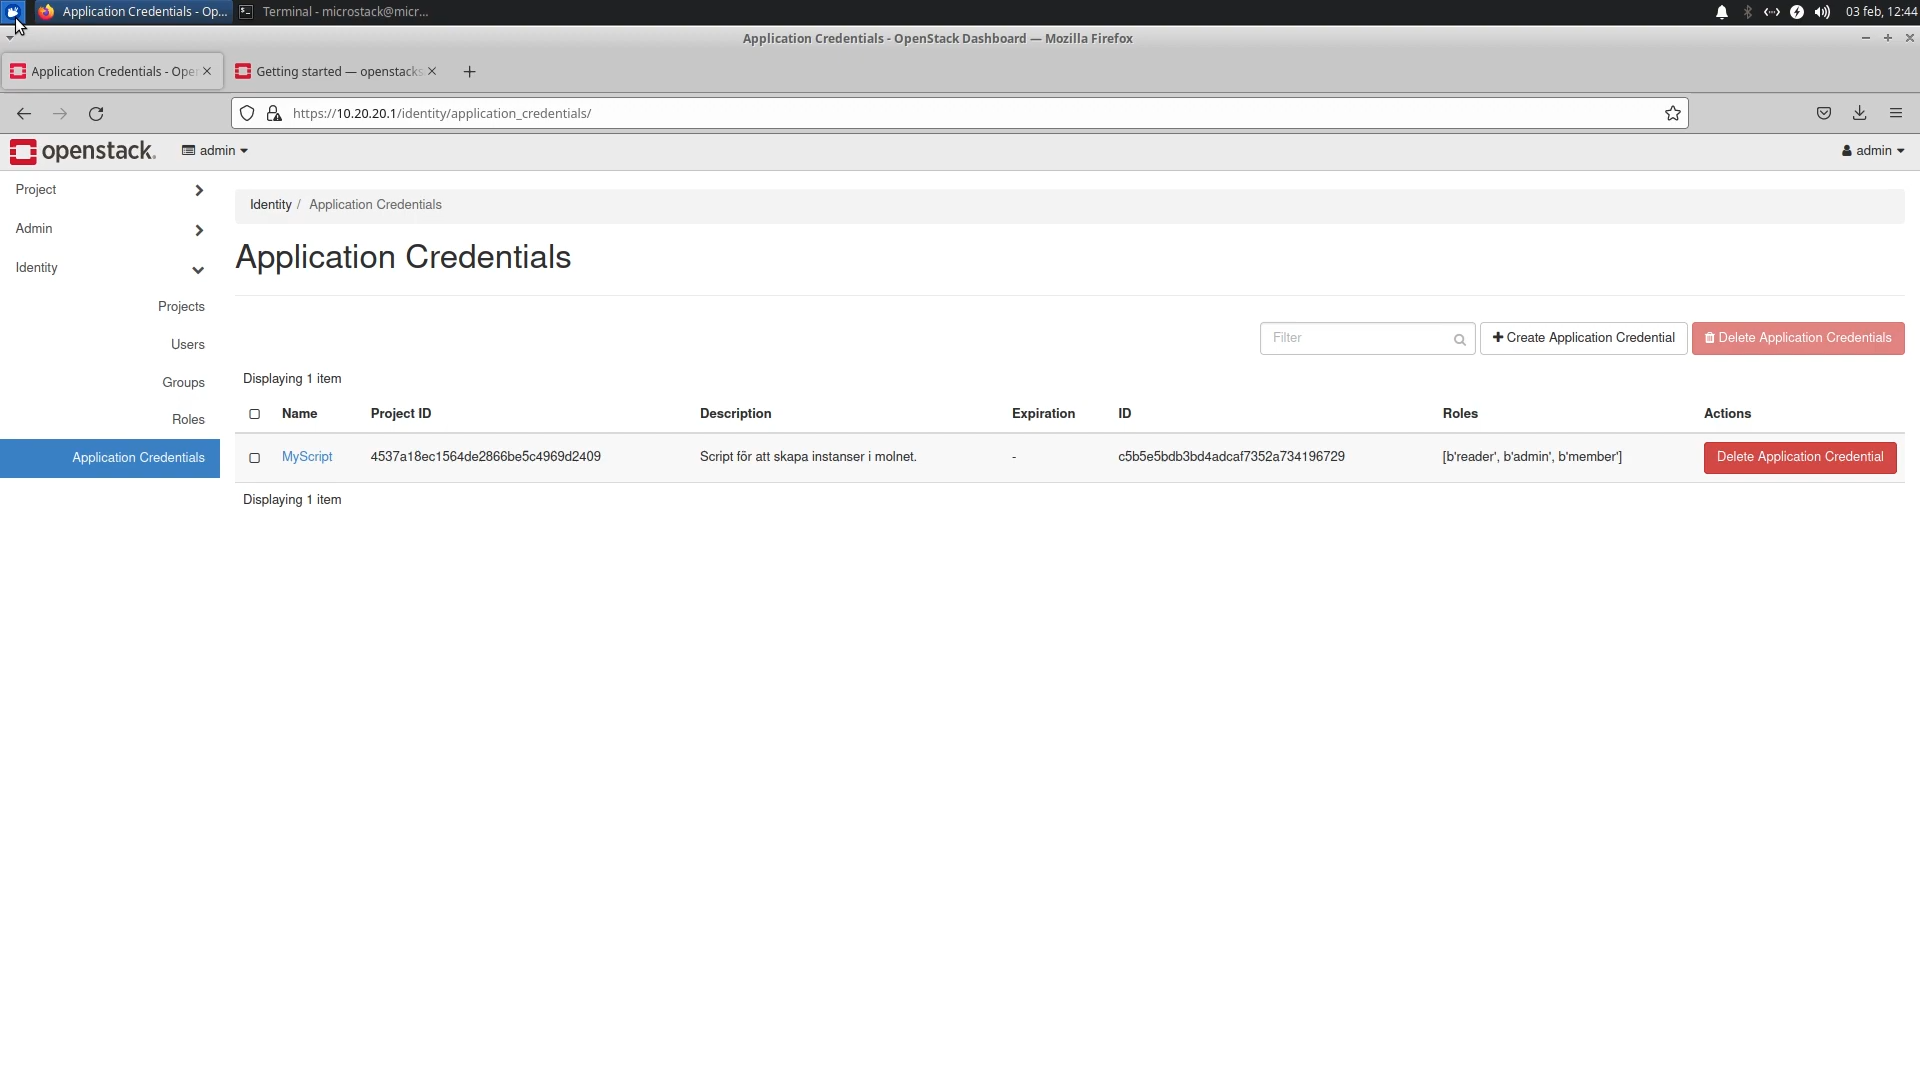 Application Credentials - Op...
Terminal - microstack@micr...
03 feb, 12:44
Application Credentials - OpenStack Dashboard — Mozilla Firefox
Application Credentials - Ope
Getting started — openstacks
https://10.20.20.1/identity/application_credentials/
openstack.
admin
admin
Project
Admin
Identity
Projects
Users
Groups
Roles
Application Credentials
Identity / Application Credentials
Application Credentials
Filter
Create Application Credential
Delete Application Credentials
Displaying 1 item
Name Project ID Description Expiration ID Roles Actions
MyScript 4537a18ec1564de2866be5c4969d2409 Script för att skapa instanser i molnet. - c5b5e5bdb3bd4adcaf7352a734196729 [b'reader', b'admin', b'member'] Delete Application Credential
Displaying 1 item